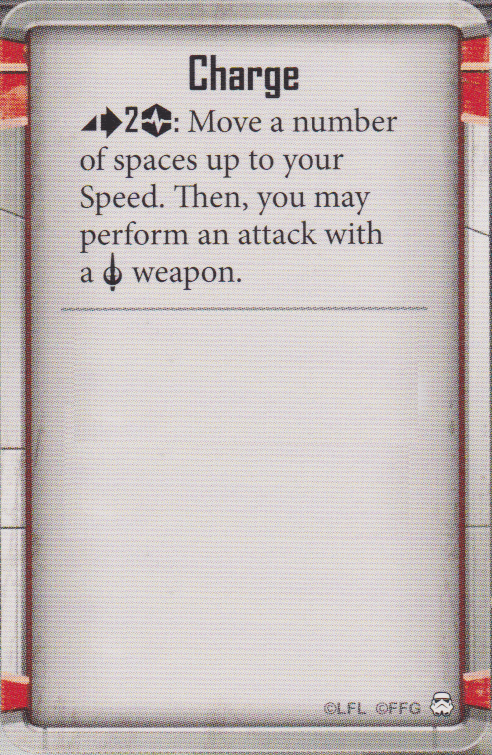 Charge
2: Move a number
of spaces up to your
Speed. Then, you may
perform an attack with
a weapon.
©LFL ©FFG